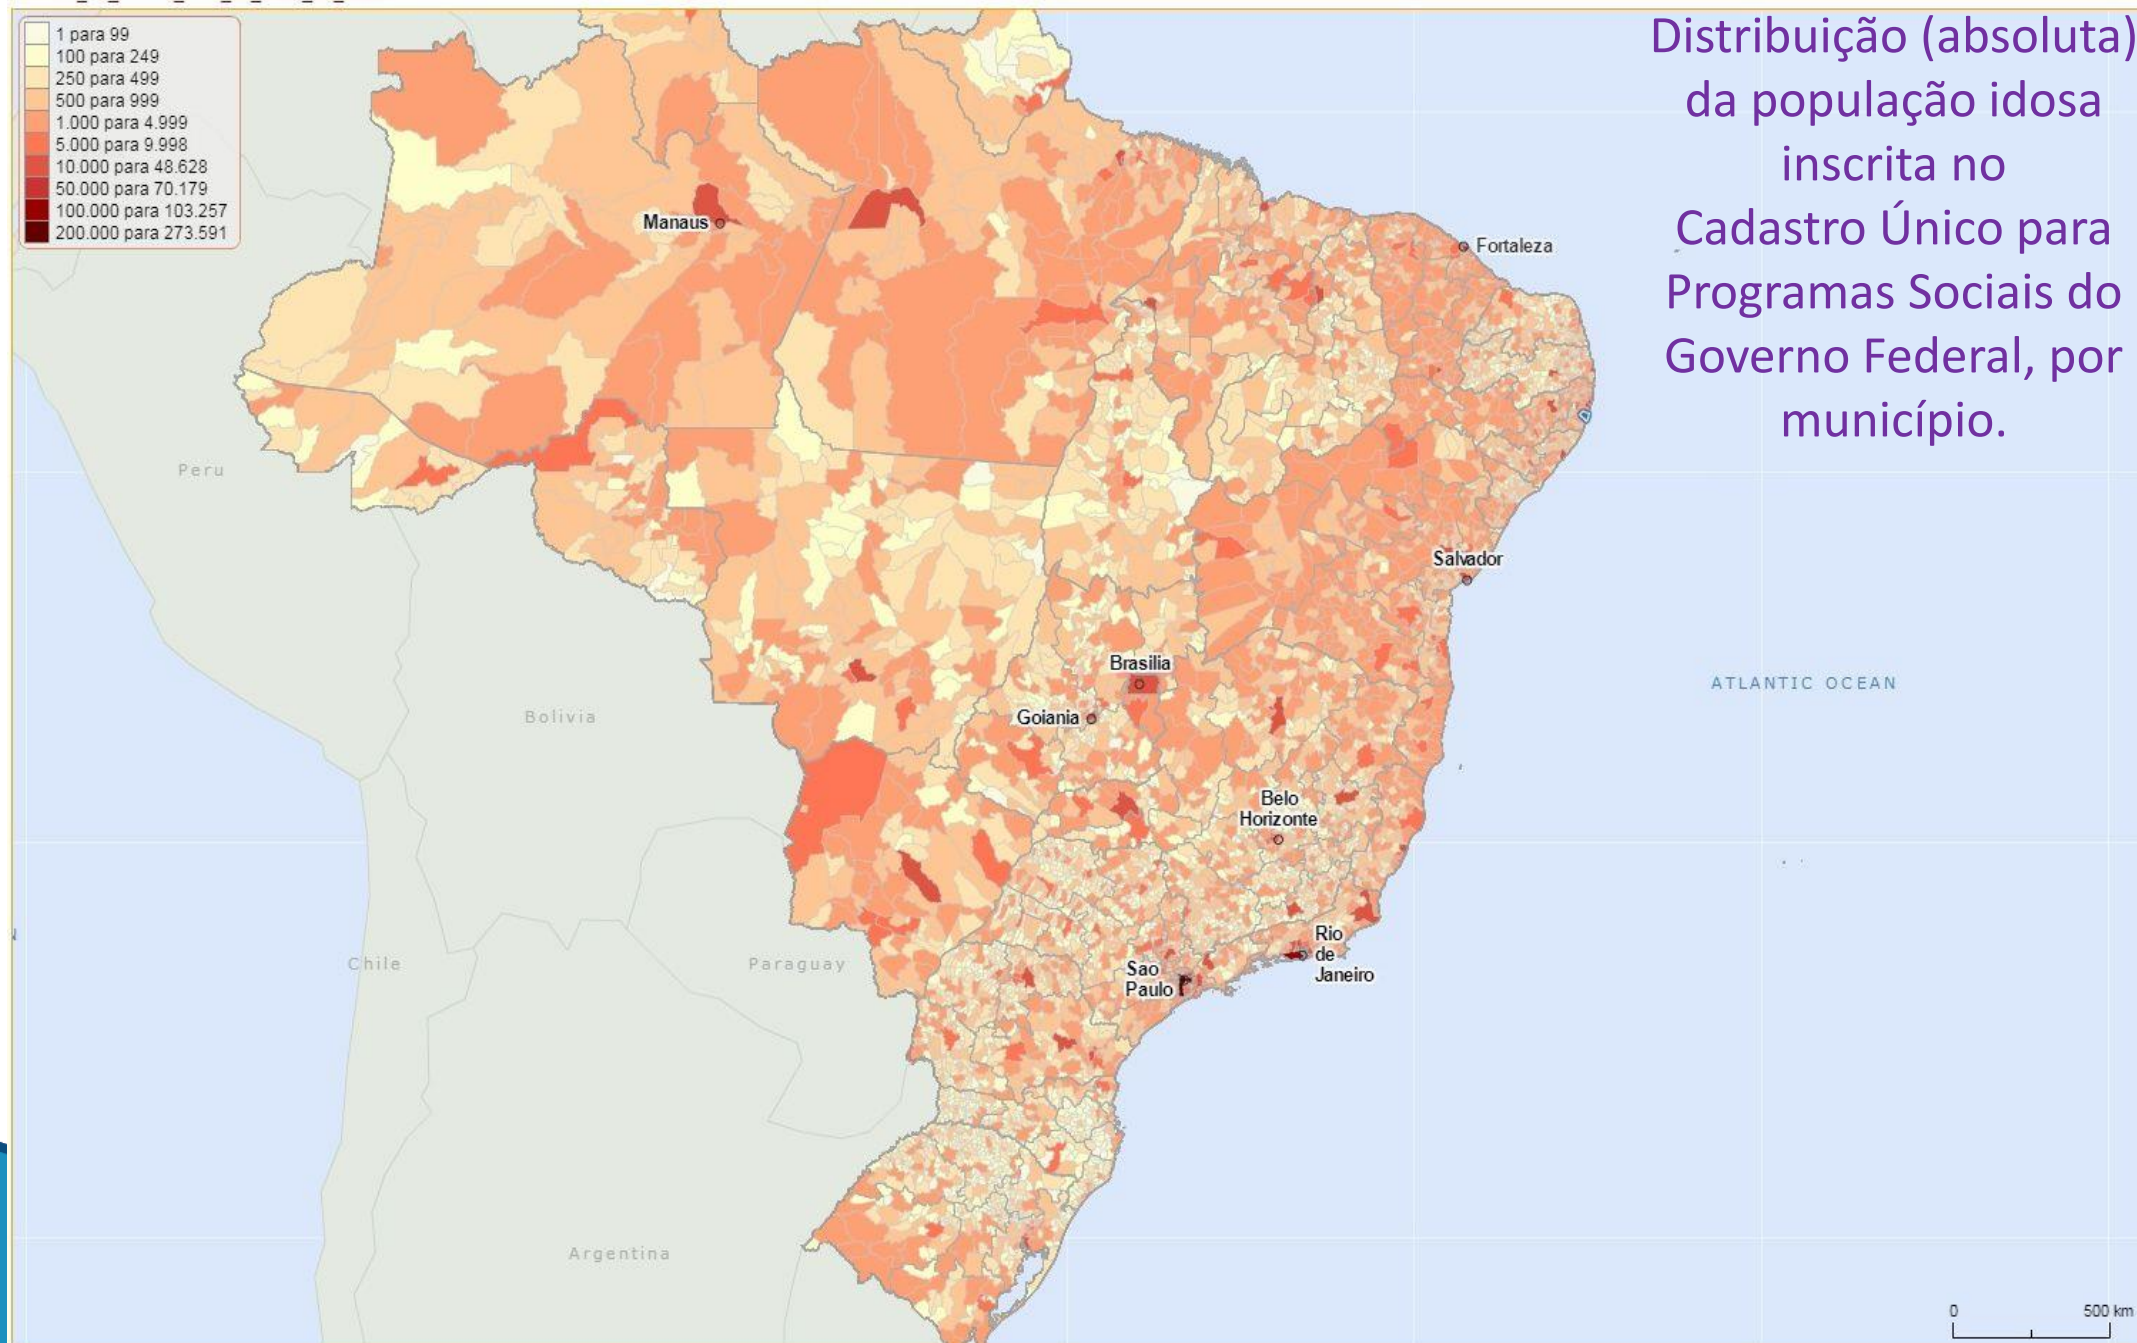 1 para 99
100 para 249
250 para 499
500 para 999
1.000 para 4.999
5.000 para 9.998
10.000 para 48.628
50.000 para 70.179
100.000 para 103.257
200.000 para 273.591
Distribuição (absoluta)
da população idosa
inscrita no
Cadastro Único para
Programas Sociais do
Governo Federal, por
município.
Manaus
Fortaleza
Peru
Salvador
Brasilia
ATLANTIC OCEAN
Bolivia
Goiania
Belo
Horizonte
Rio
de
Janeiro
Chile
Paraguay
Sao
Paulo
Argentina
0 500 km